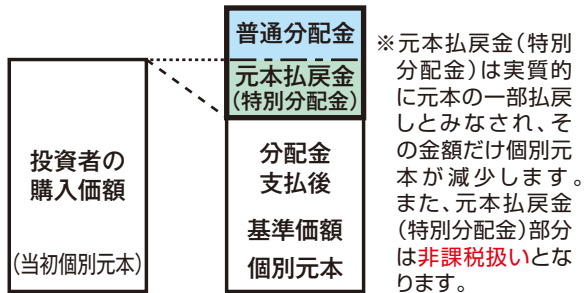 投資者の
購入価額
(当初個別元本)
普通分配金
元本払戻金
(特別分配金)
分配金
支払後
基準価額
個別元本
※元本払戻金(特別
分配金)は実質的
に元本の一部払戻
しとみなされ、そ
の金額だけ個別元
本が減少します。
また、元本払戻金
(特別分配金)部分
は非課税扱いとな
ります。